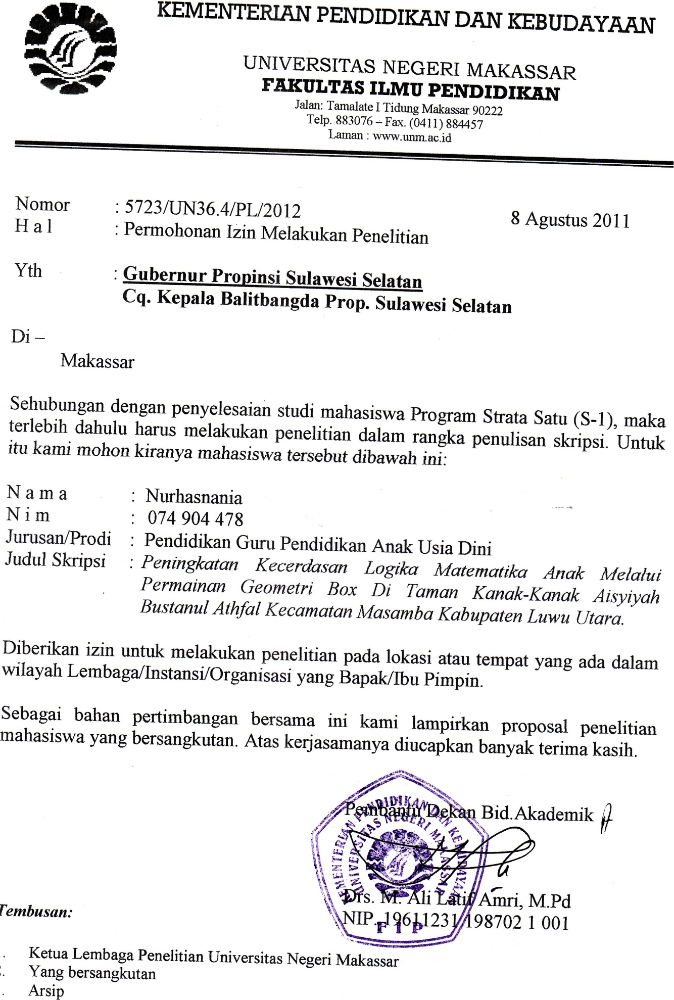 KEMENTERIAN PENDIDIKAN DAN KEBUDAYAAN
UNIVERSITAS NEGERI MAKASSAR
FAKULTAS ILMU PENDIDIKAN
Jalan: Tamalate I Tidung Makassar 90222
Telp. 883076 – Fax. (0411) 884457
Laman : www.unm.ac.id
Nomor : 5723/UN36.4/PL/2012 8 Agustus 2011
H a l : Permohonan Izin Melakukan Penelitian
Yth : Gubernur Propinsi Sulawesi Selatan
Cq. Kepala Balitbangda Prop. Sulawesi Selatan
Di –
Makassar
Sehubungan dengan penyelesaian studi mahasiswa Program Strata Satu (S-1), maka
terlebih dahulu harus melakukan penelitian dalam rangka penulisan skripsi. Untuk
itu kami mohon kiranya mahasiswa tersebut dibawah ini:
N a m a : Nurhasnania
N i m : 074 904 478
Jurusan/Prodi : Pendidikan Guru Pendidikan Anak Usia Dini
Judul Skripsi : Peningkatan Kecerdasan Logika Matematika Anak Melalui
Permainan Geometri Box Di Taman Kanak-Kanak Aisyiyah
Bustanul Athfal Kecamatan Masamba Kabupaten Luwu Utara.
Diberikan izin untuk melakukan penelitian pada lokasi atau tempat yang ada dalam
wilayah Lembaga/Instansi/Organisasi yang Bapak/Ibu Pimpin.
Sebagai bahan pertimbangan bersama ini kami lampirkan proposal penelitian
mahasiswa yang bersangkutan. Atas kerjasamanya diucapkan banyak terima kasih.
Pembantu Dekan Bid.Akademik
KEMENTERIAN PENDIDIKAN DAN KEBUDAYAAN
UNIVERSITAS NEGERI MAKASSAR
F I P
Drs. M. Ali Latif Amri, M.Pd
NIP. 19611231 198702 1 001
Tembusan:
Ketua Lembaga Penelitian Universitas Negeri Makassar
Yang bersangkutan
Arsip